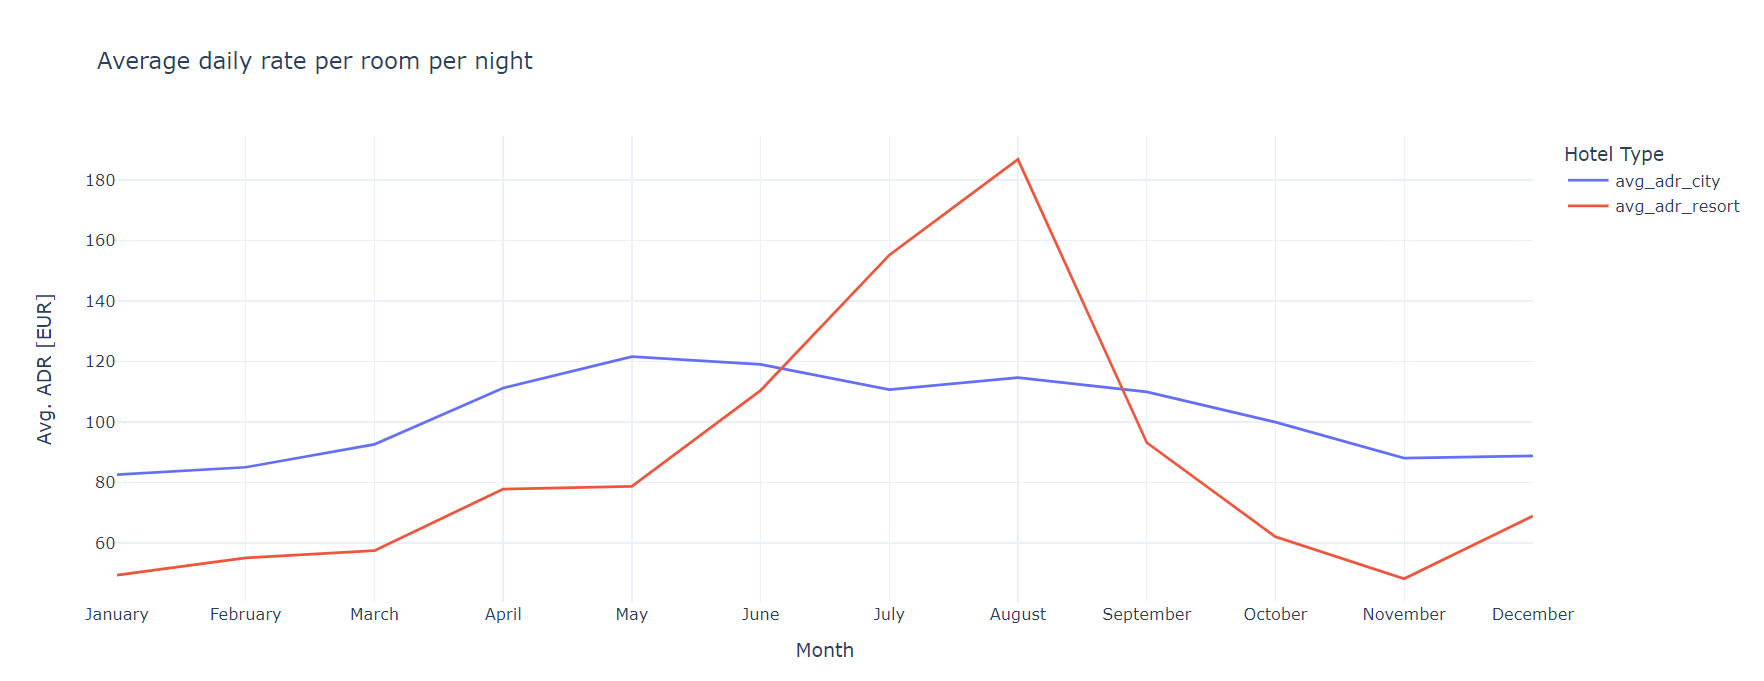 Average daily rate per room per night
Hotel Type
avg_adr_city
avg_adr_resort
Avg. ADR [EUR]
180
160
140
120
100
80
60
January February March April May June July August September October November December
Month